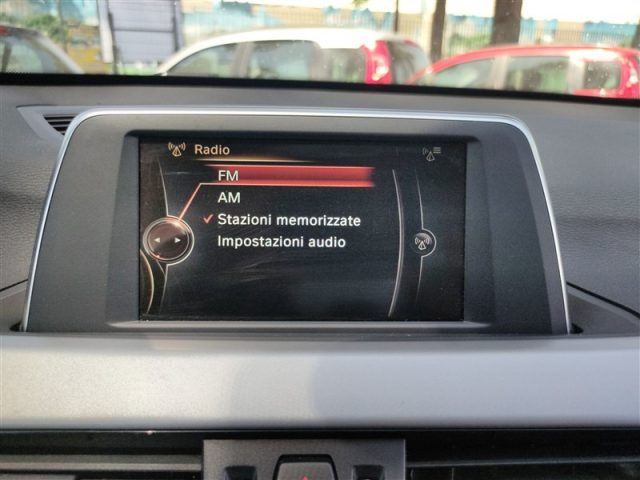 Radio
FM
AM
Stazioni memorizzate
Impostazioni audio